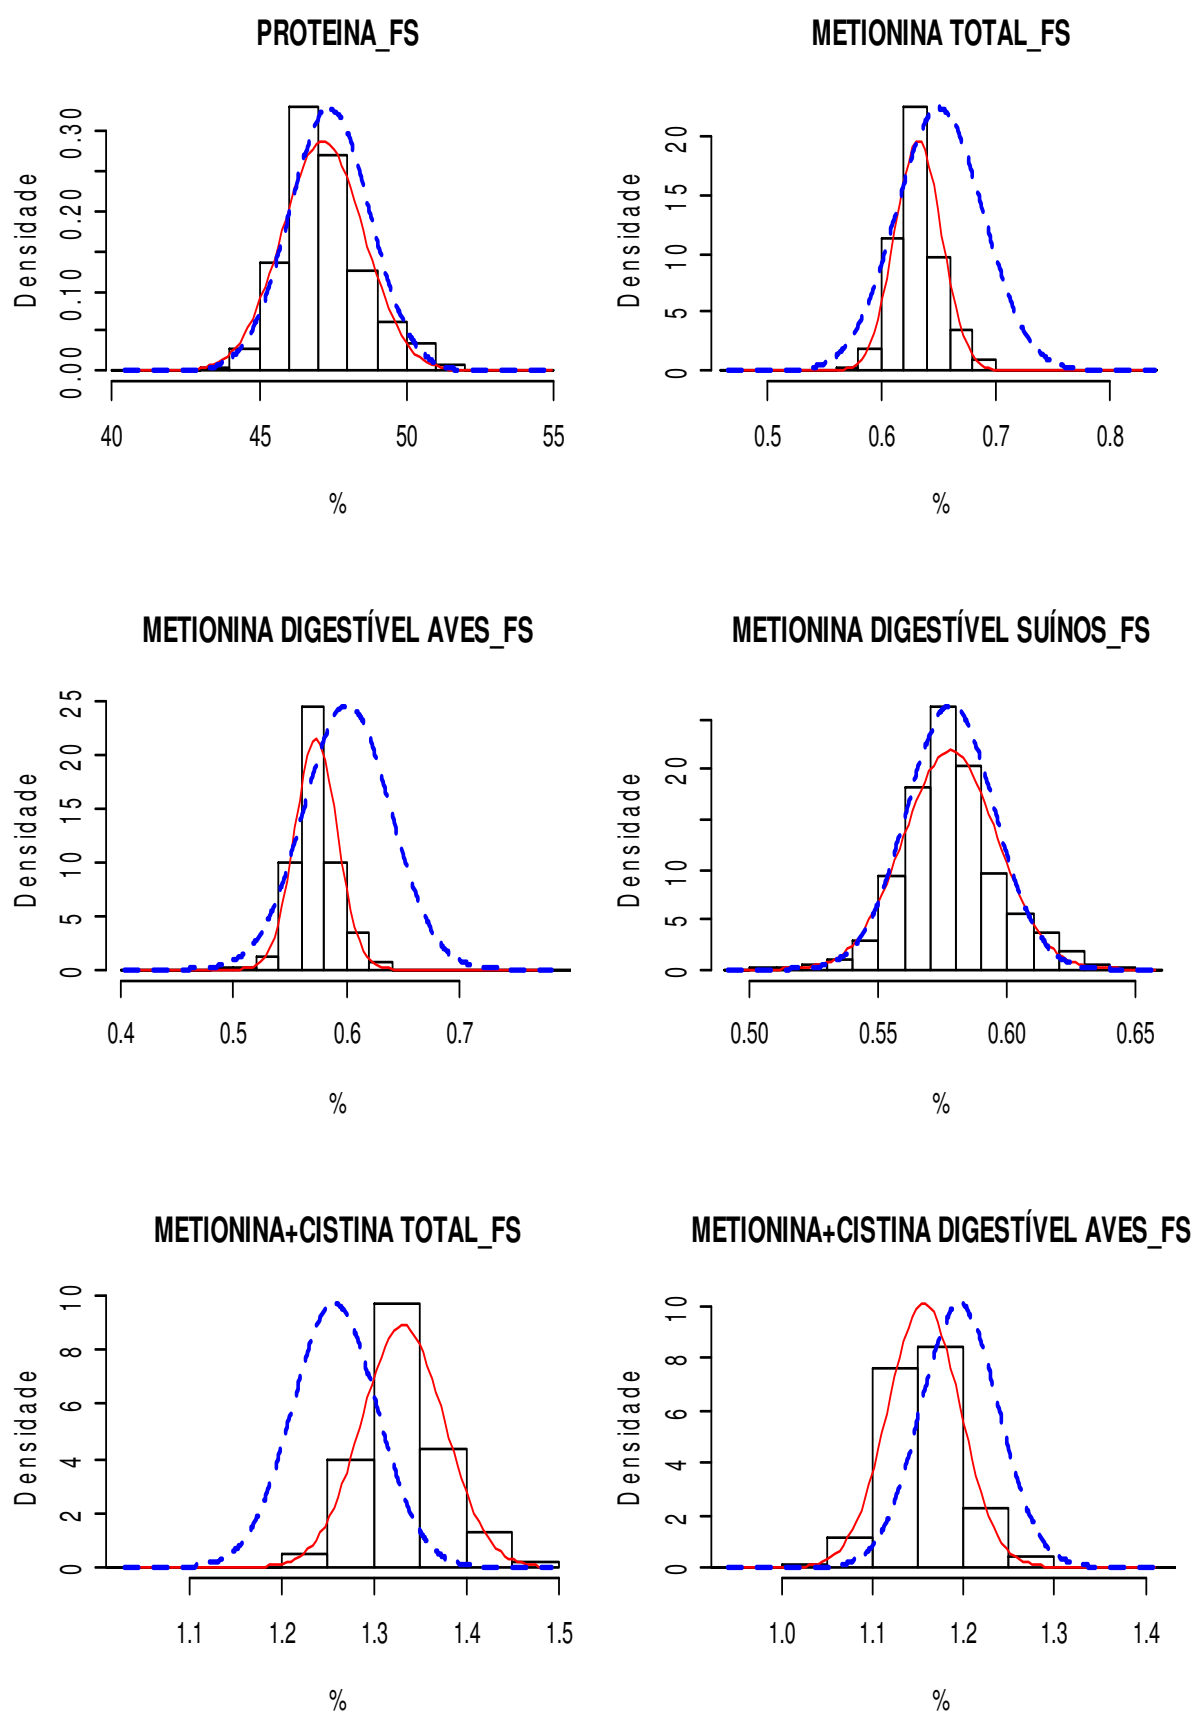 PROTEINA_FS
Densidade
0.00 0.10 0.20 0.30
40 45 50 55
%
METIONINA TOTAL_FS
Densidade
0 5 10 15 20
0.5 0.6 0.7 0.8
%
METIONINA DIGESTÍVEL AVES_FS
Densidade
0 5 10 15 20 25
0.4 0.5 0.6 0.7
%
METIONINA DIGESTÍVEL SUÍNOS_FS
Densidade
0 5 10 20
0.50 0.55 0.60 0.65
%
METIONINA+CISTINA TOTAL_FS
Densidade
0 2 4 6 8 10
1.1 1.2 1.3 1.4 1.5
%
METIONINA+CISTINA DIGESTÍVEL AVES_FS
Densidade
0 2 4 6 8 10
1.0 1.1 1.2 1.3 1.4
%